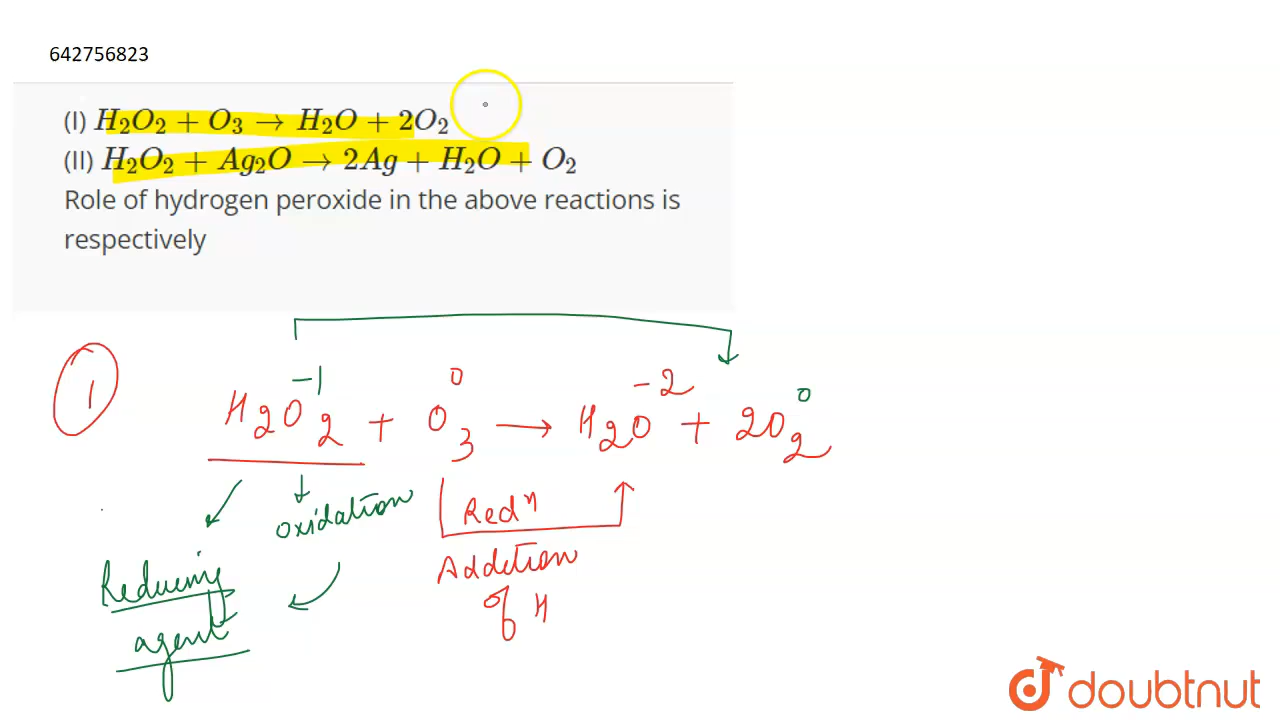 642756823
(I) H₂O₂ + O₃ → H₂O + 2O₂
(II) H₂O₂ + Ag₂O → 2Ag + H₂O + O₂
Role of hydrogen peroxide in the above reactions is
respectively
1
-1 0 -2 0
H₂O₂ + O₃ → H₂O + 2O₂
oxidation
Redⁿ
Reducing
agent
Addition
of H
doubtnut